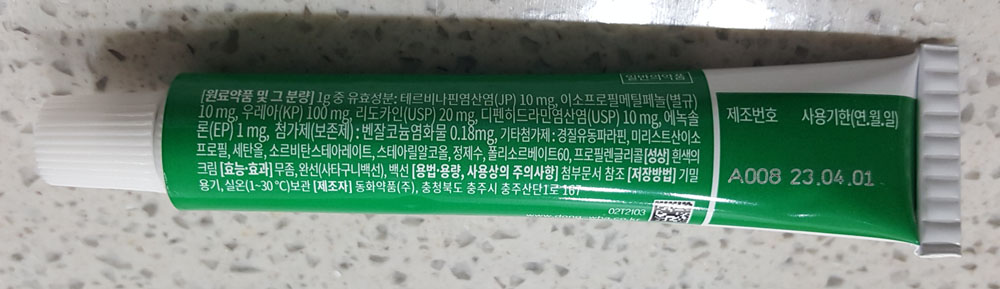 일반의약품
[원료약품 및 그 분량] 1g 중 유효성분: 테르비나핀염산염(JP) 10 mg, 이소프로필메틸페놀(별규)
10 mg, 우레아(KP) 100 mg, 리도카인(USP) 20 mg, 디펜히드라민염산염(USP) 10 mg, 에녹솔
론(EP) 1 mg, 첨가제(보존제) : 벤잘코늄염화물 0.18mg, 기타첨가제 : 경질유동파라핀, 미리스트산이소
프로필, 세탄올, 소르비탄스테아레이트, 스테아릴알코올, 정제수, 폴리소르베이트60, 프로필렌글리콜 [성상] 흰색의
크림 [효능·효과] 무좀, 완선(사타구니백선), 백선 [용법·용량, 사용상의 주의사항] 첨부문서 참조 [저장방법] 기밀
용기, 실온(1~30 ℃)보관 [제조자] 동화약품(주), 충청북도 충주시 충주산단1로 167
02T2103
제조번호 사용기한(연.월.일)
A008 23.04.01